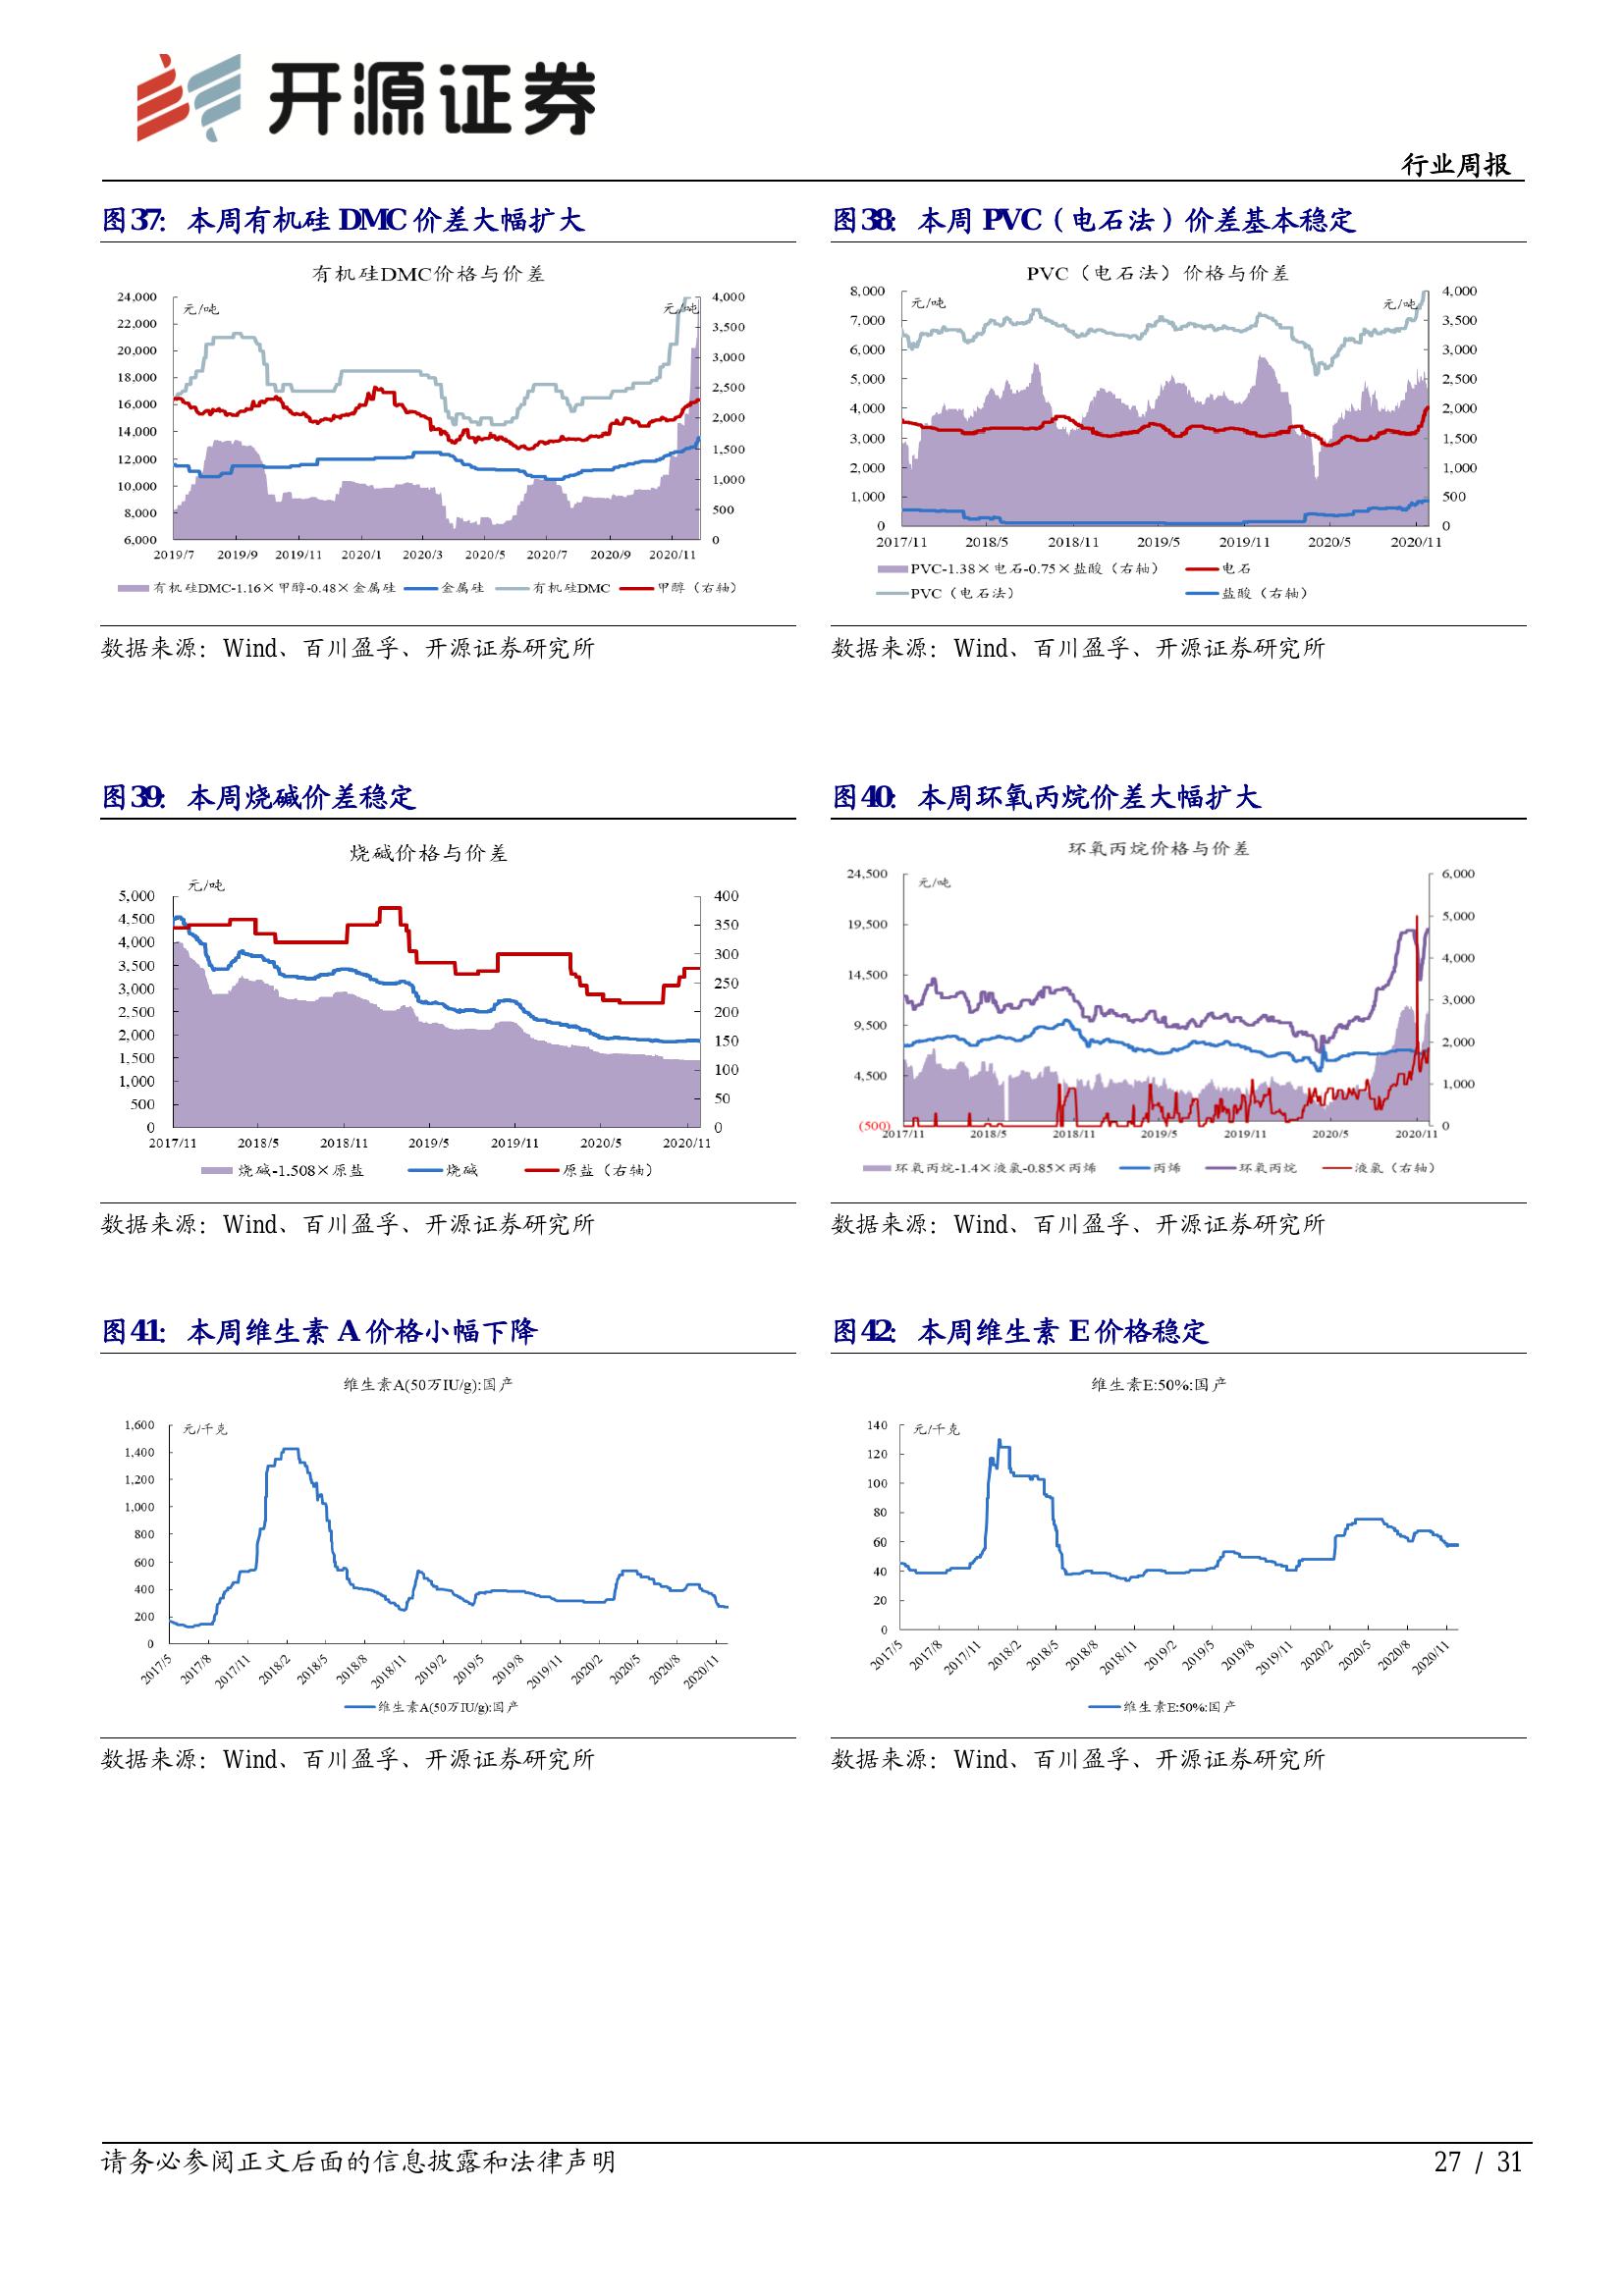 开源证券
行业周报
图37: 本周有机硅 DMC 价差大幅扩大
有机硅DMC价格与价差
元/吨
元/吨
24,000
22,000
20,000
18,000
16,000
14,000
12,000
10,000
8,000
6,000
4,000
3,500
3,000
2,500
2,000
1,500
1,000
500
0
2019/7 2019/9 2019/11 2020/1 2020/3 2020/5 2020/7 2020/9 2020/11
有机硅DMC-1.16×甲醇-0.48×金属硅 金属硅 有机硅DMC 甲醇（右轴）
数据来源：Wind、百川盈孚、开源证券研究所
图38: 本周 PVC（电石法）价差基本稳定
PVC（电石法）价格与价差
元/吨
元/吨
8,000
7,000
6,000
5,000
4,000
3,000
2,000
1,000
0
4,000
3,500
3,000
2,500
2,000
1,500
1,000
500
0
2017/11 2018/5 2018/11 2019/5 2019/11 2020/5 2020/11
PVC-1.38×电石-0.75×盐酸（右轴） 电石
PVC（电石法） 盐酸（右轴）
数据来源：Wind、百川盈孚、开源证券研究所
图39: 本周烧碱价差稳定
烧碱价格与价差
元/吨
5,000
4,500
4,000
3,500
3,000
2,500
2,000
1,500
1,000
500
0
400
350
300
250
200
150
100
50
0
2017/11 2018/5 2018/11 2019/5 2019/11 2020/5 2020/11
烧碱-1.508×原盐 烧碱 原盐（右轴）
数据来源：Wind、百川盈孚、开源证券研究所
图40: 本周环氧丙烷价差大幅扩大
环氧丙烷价格与价差
元/吨
24,500
19,500
14,500
9,500
4,500
(500)
6,000
5,000
4,000
3,000
2,000
1,000
0
2017/11 2018/5 2018/11 2019/5 2019/11 2020/5 2020/11
环氧丙烷-1.4×液氯-0.85×丙烯 丙烯 环氧丙烷 液氯（右轴）
数据来源：Wind、百川盈孚、开源证券研究所
图41: 本周维生素 A 价格小幅下降
维生素A(50万IU/g):国产
元/千克
1,600
1,400
1,200
1,000
800
600
400
200
0
2017/5 2017/8 2017/11 2018/2 2018/5 2018/8 2018/11 2019/2 2019/5 2019/8 2019/11 2020/2 2020/5 2020/8 2020/11
维生素A(50万IU/g):国产
数据来源：Wind、百川盈孚、开源证券研究所
图42: 本周维生素 E 价格稳定
维生素E:50%:国产
元/千克
140
120
100
80
60
40
20
0
2017/5 2017/8 2017/11 2018/2 2018/5 2018/8 2018/11 2019/2 2019/5 2019/8 2019/11 2020/2 2020/5 2020/8 2020/11
维生素E:50%:国产
数据来源：Wind、百川盈孚、开源证券研究所
请务必参阅正文后面的信息披露和法律声明
27 / 31